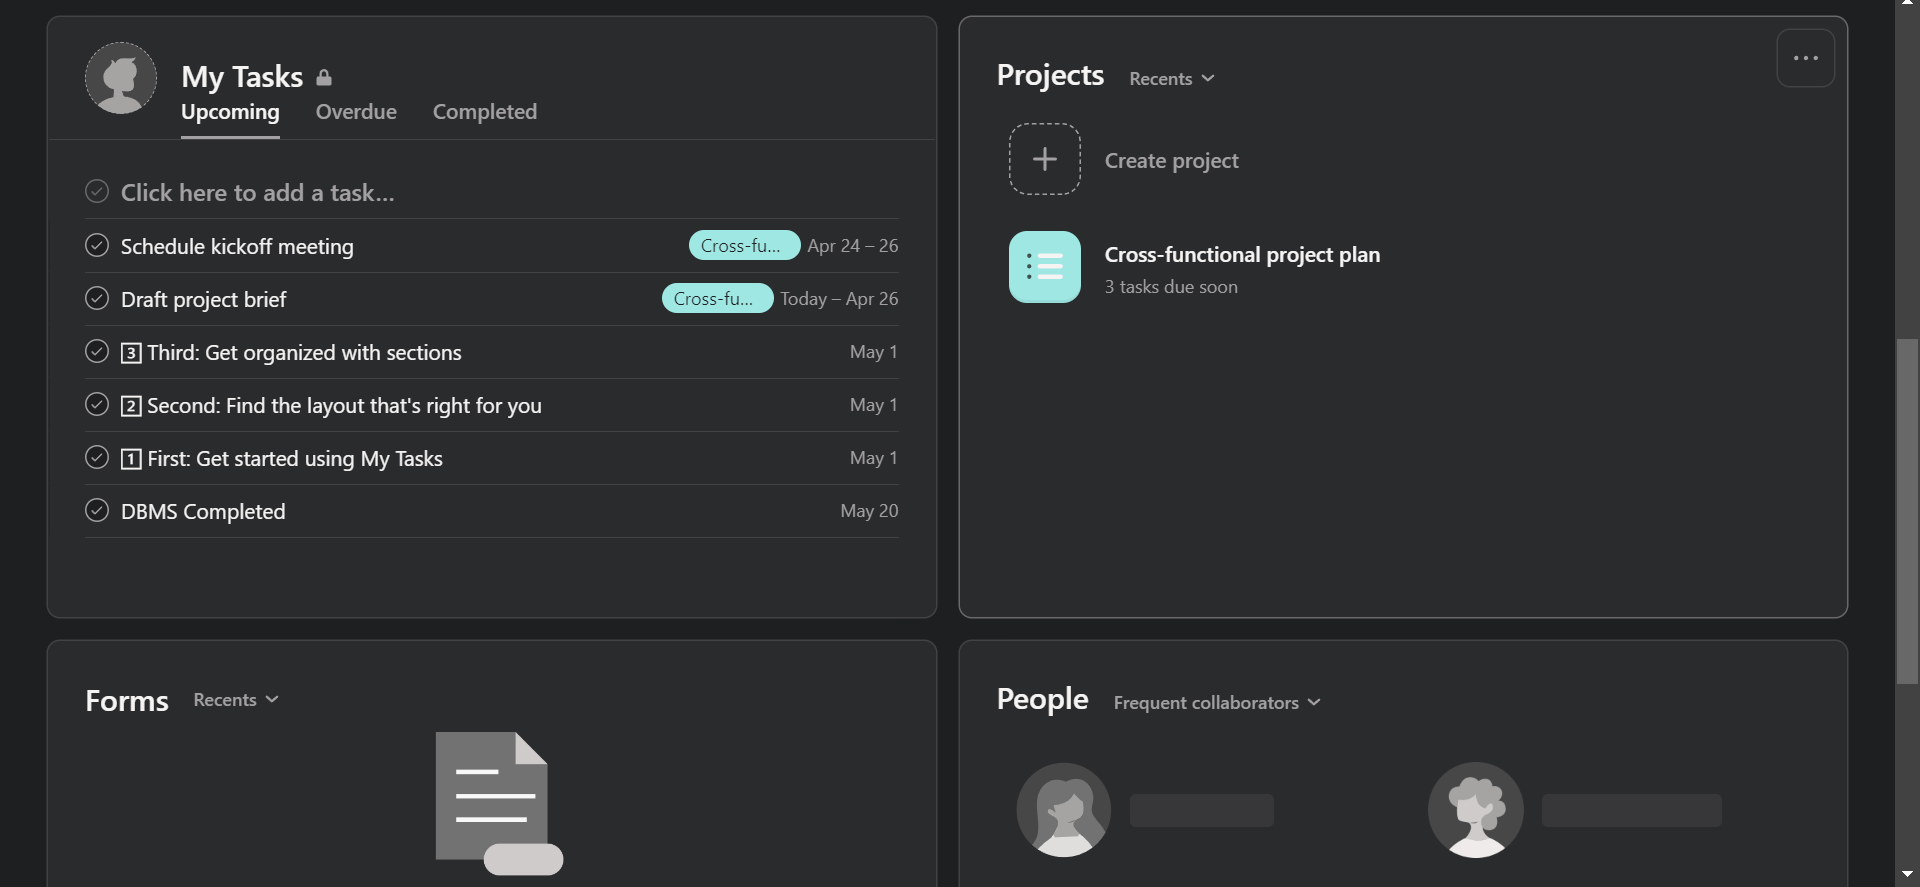 My Tasks
Upcoming Overdue Completed
Click here to add a task...
Schedule kickoff meeting Cross-fu... Apr 24 – 26
Draft project brief Cross-fu... Today – Apr 26
3 Third: Get organized with sections May 1
2 Second: Find the layout that's right for you May 1
1 First: Get started using My Tasks May 1
DBMS Completed May 20
Projects Recents
Create project
Cross-functional project plan
3 tasks due soon
Forms Recents
People Frequent collaborators